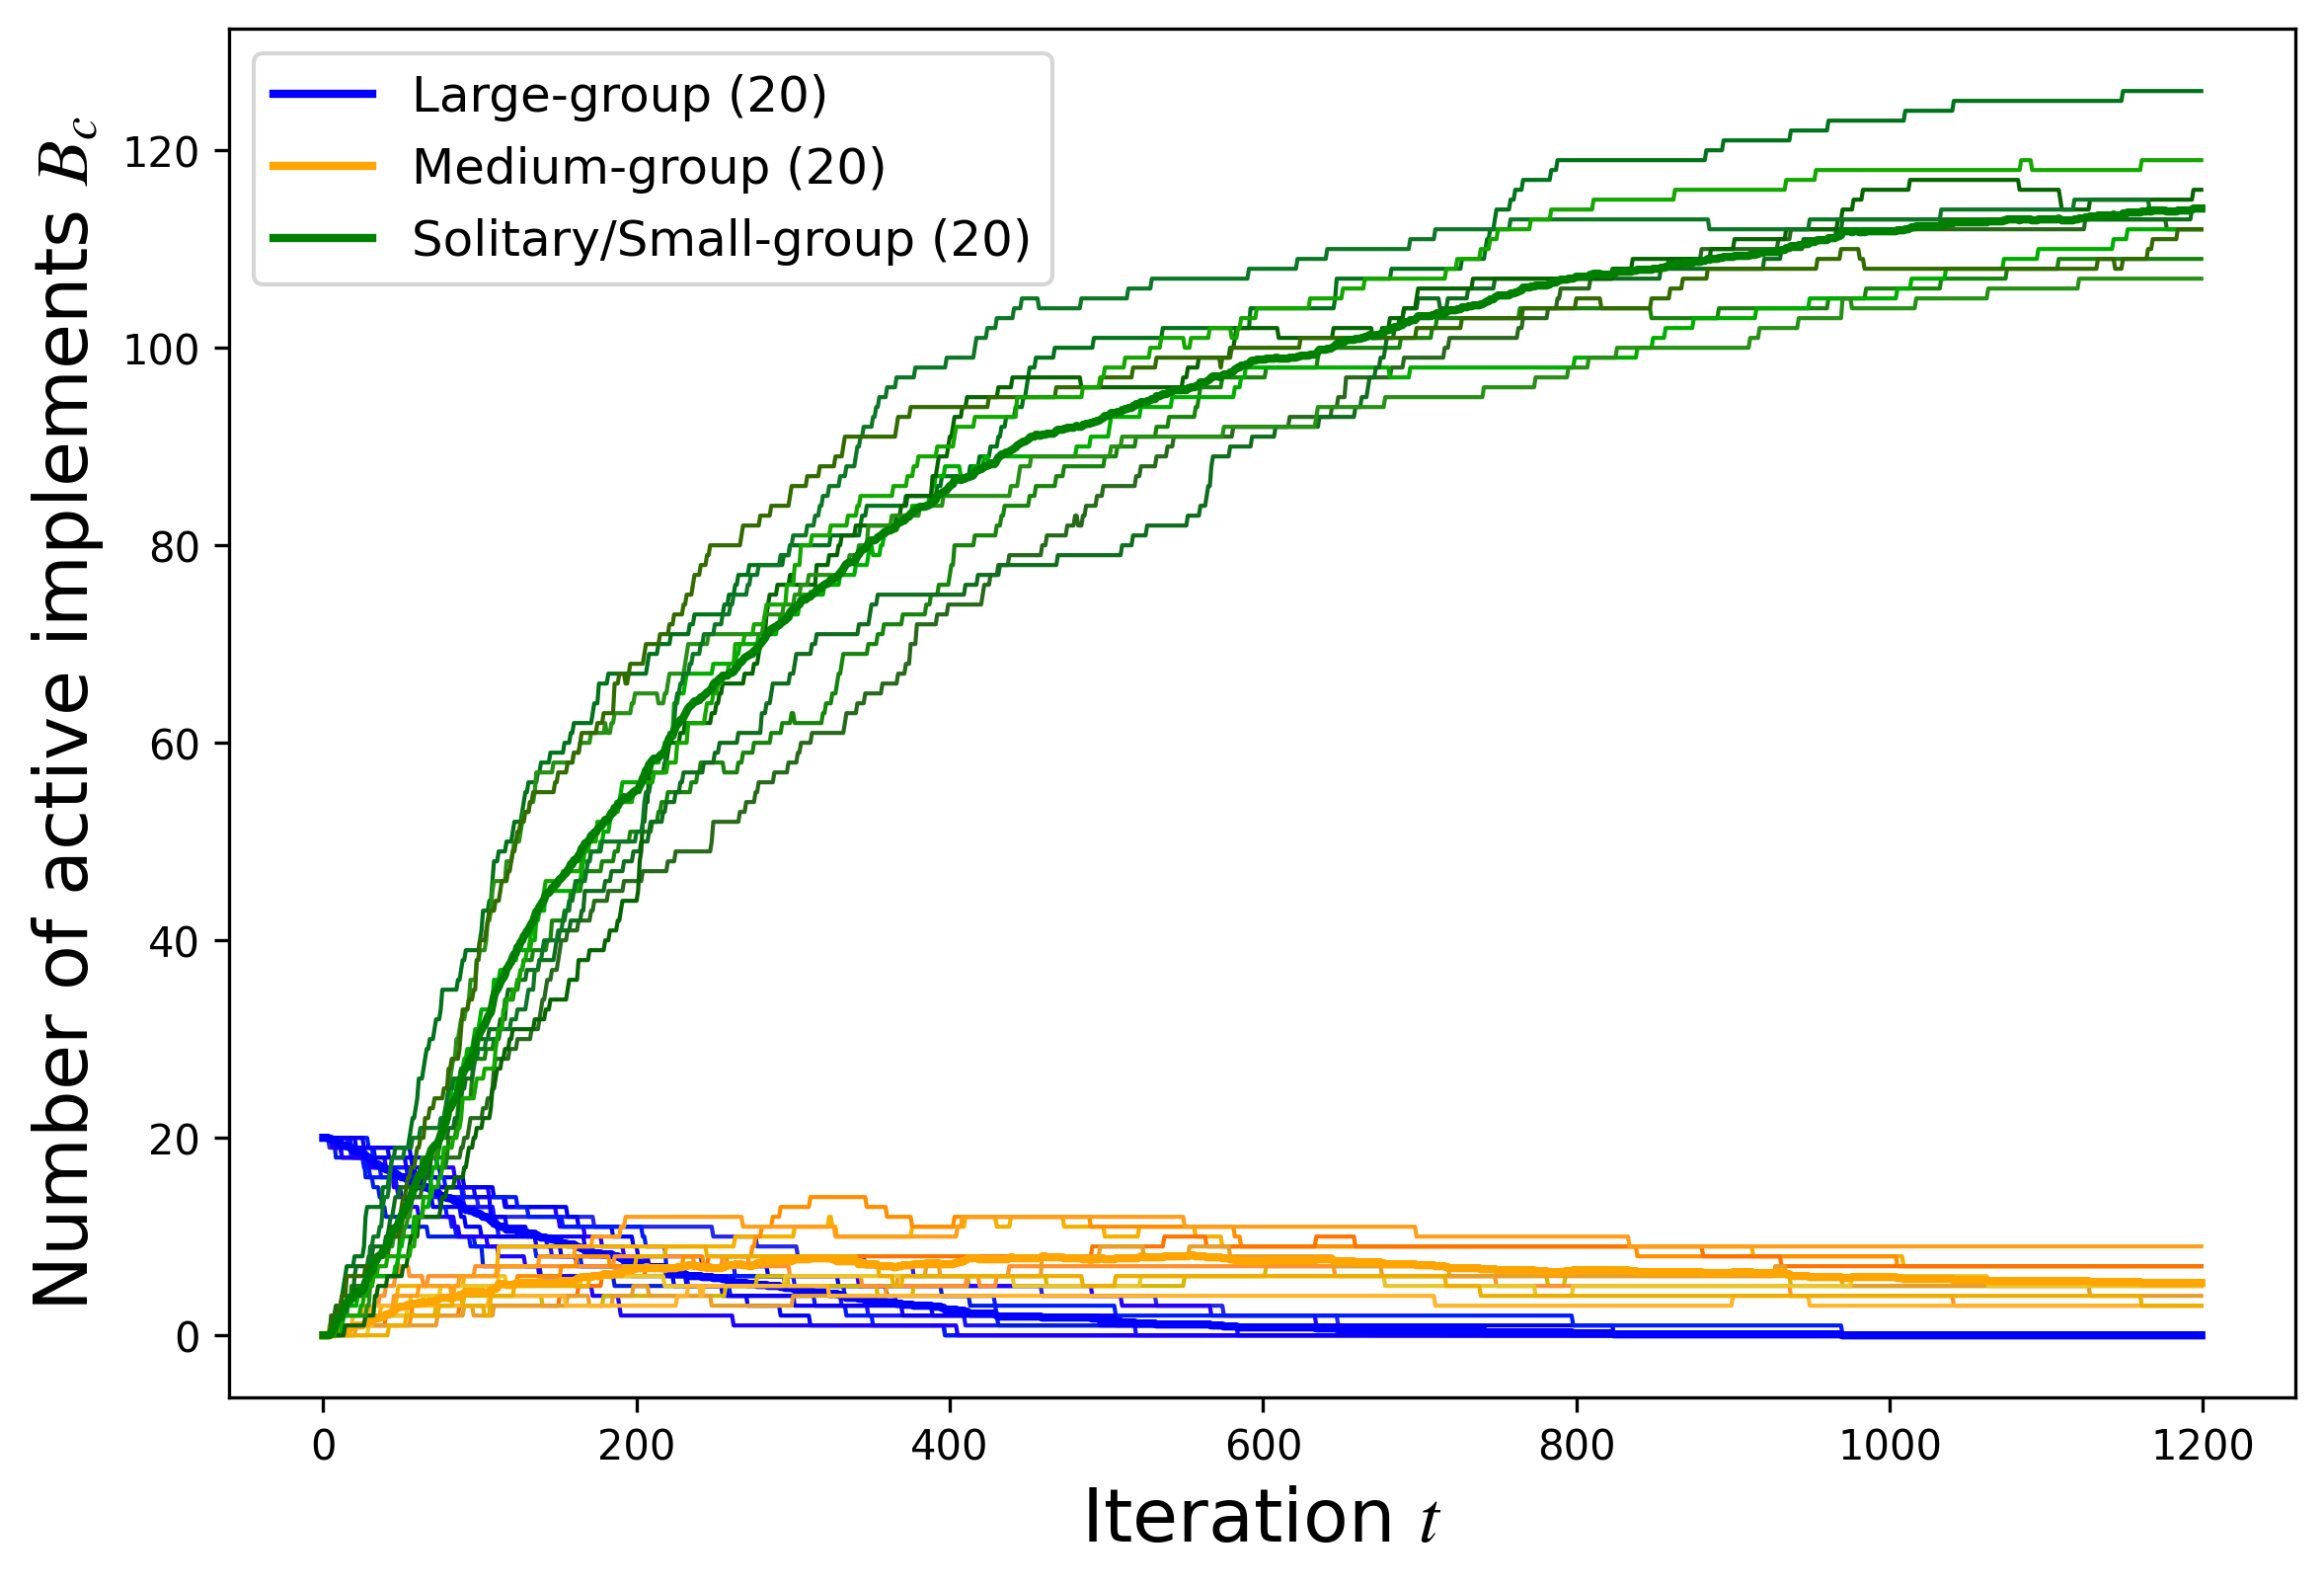 Large-group (20)
Medium-group (20)
Solitary/Small-group (20)
Number of active implements B_c
120
100
80
60
40
20
0
0 200 400 600 800 1000 1200
Iteration t